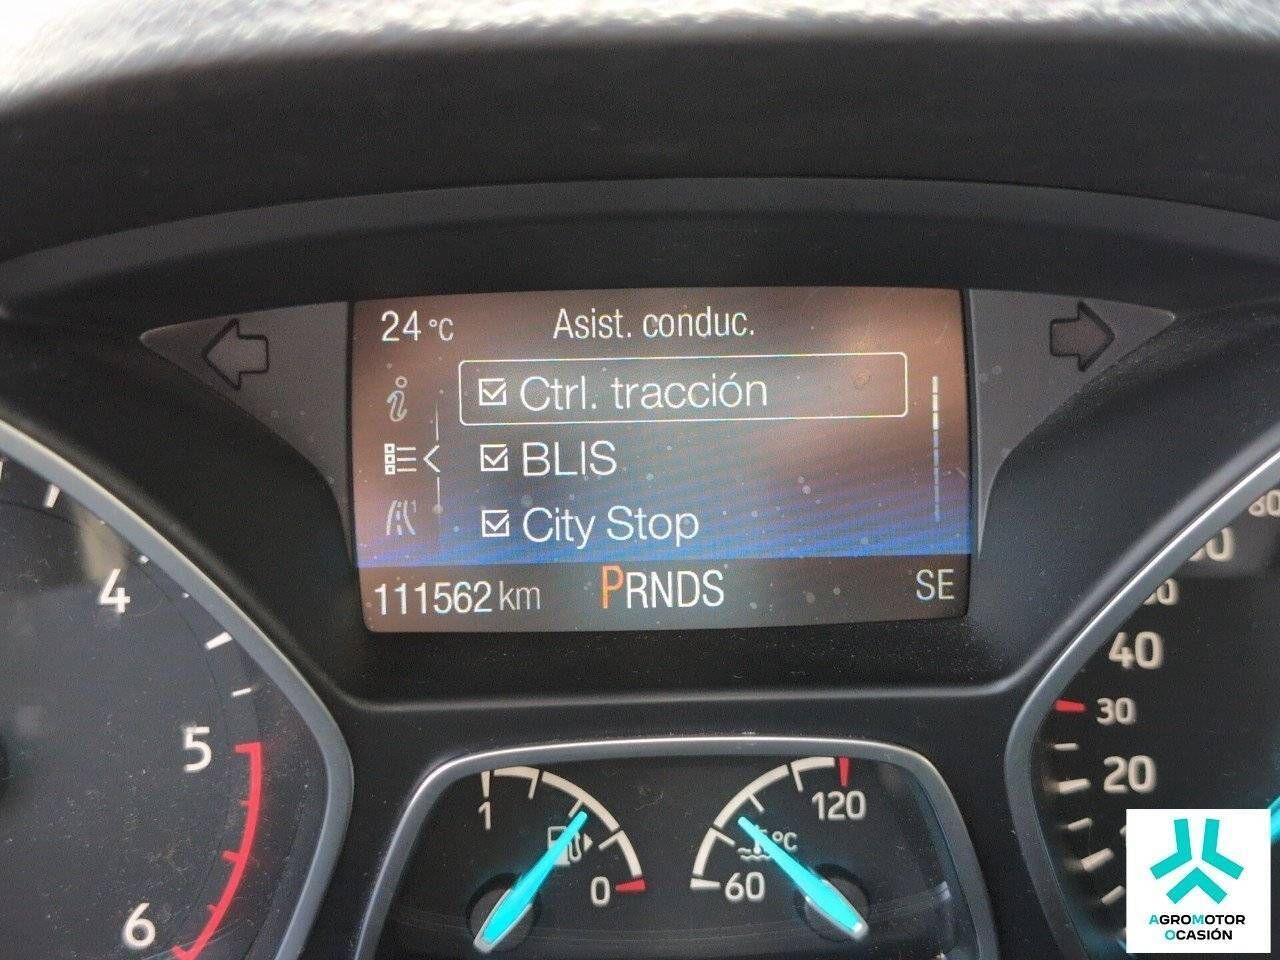 24 °C
Asist. conduc.
Ctrl. tracción
BLIS
City Stop
111562 km
PRNDS
SE
4
5
6
1
0
60
120
°C
40
30
20
AGROMOTOR
OCASIÓN